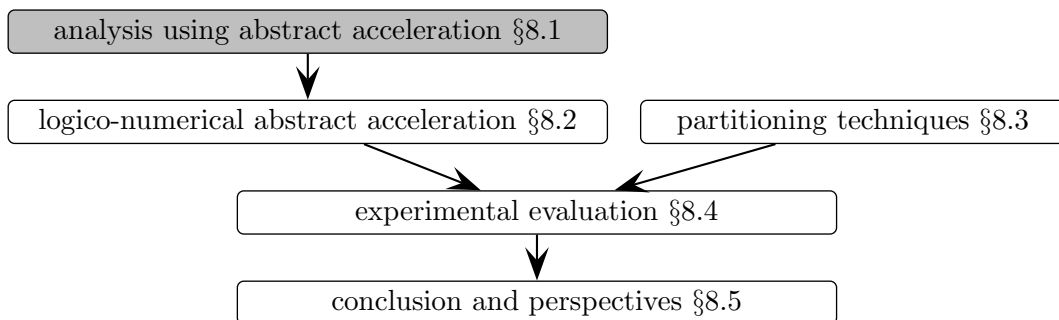 analysis using abstract acceleration §8.1
logico-numerical abstract acceleration §8.2
partitioning techniques §8.3
experimental evaluation §8.4
conclusion and perspectives §8.5